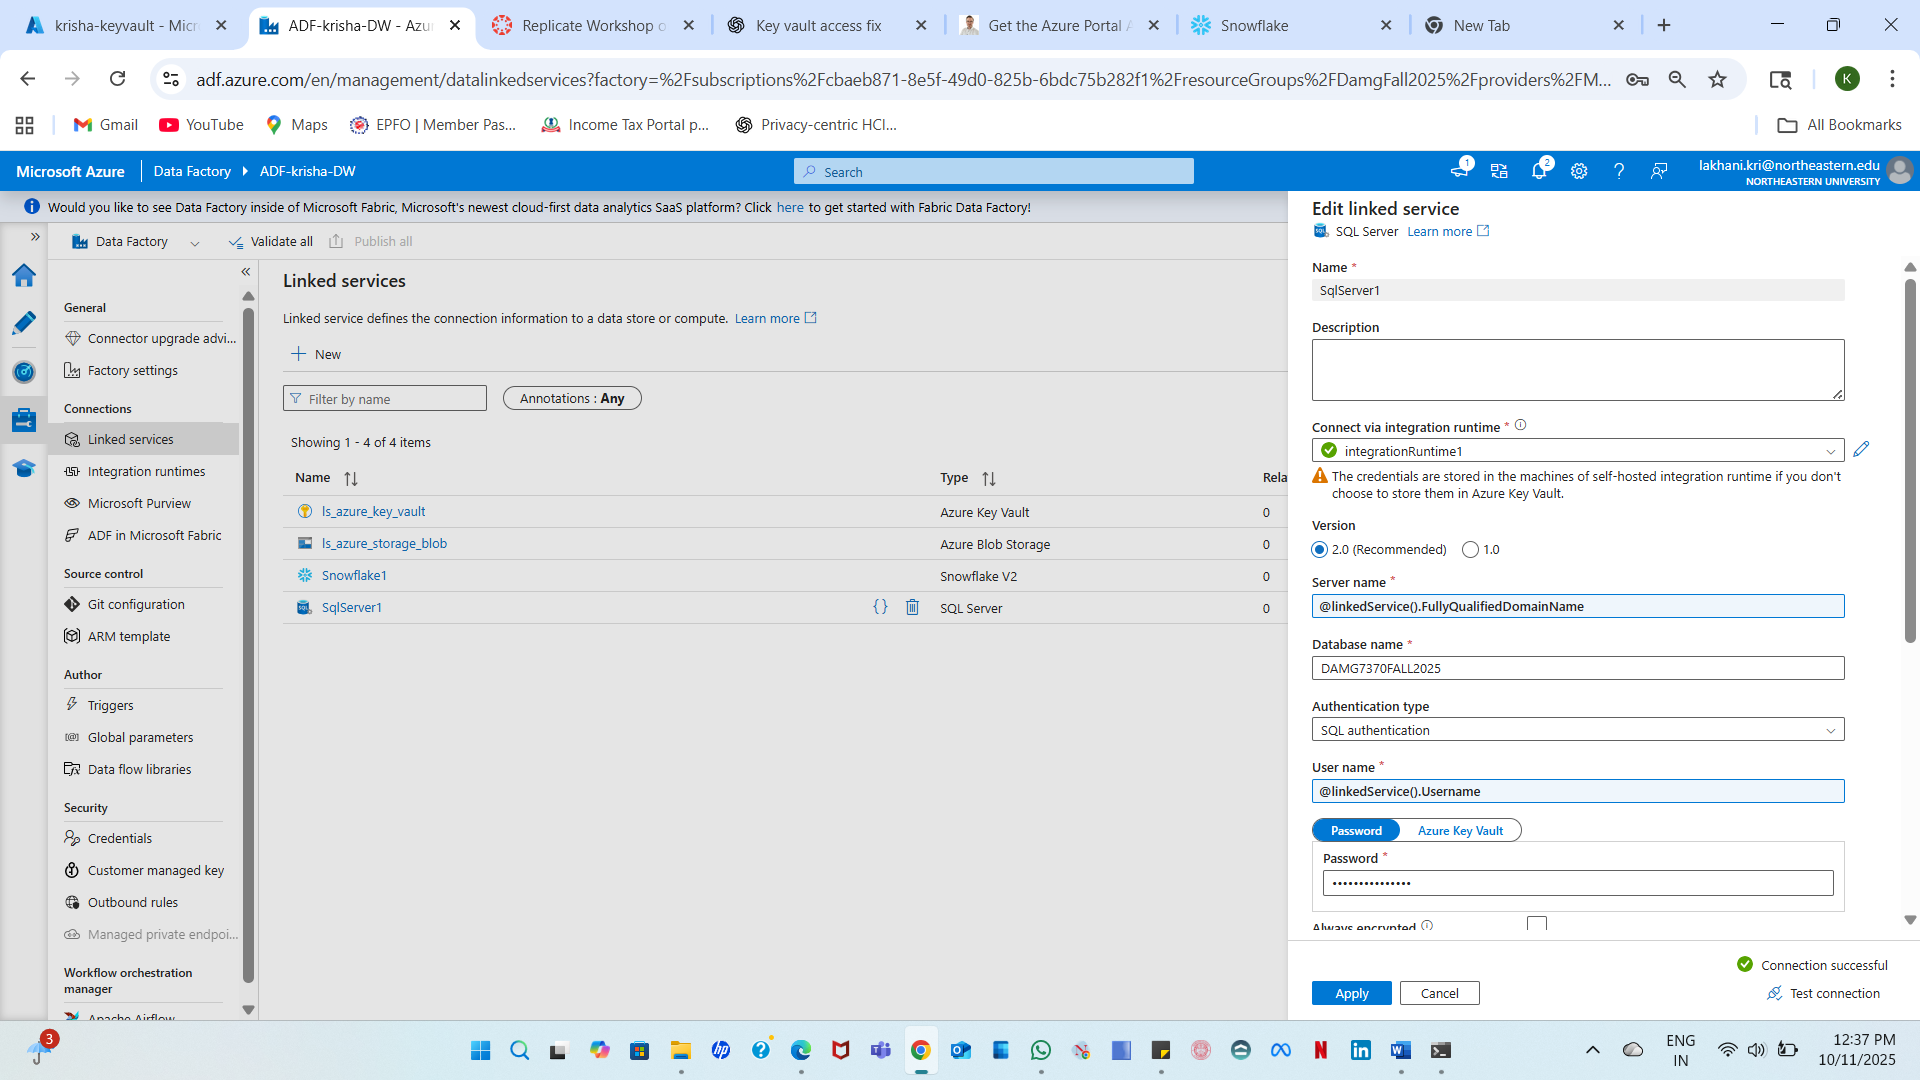 krisha-keyvault - Micr
ADF-krisha-DW - Azur
Replicate Workshop o
Key vault access fix
Get the Azure Portal A
Snowflake
New Tab
adf.azure.com/en/management/datalinkedservices?factory=%2Fsubscriptions%2Fcbaeb871-8e5f-49d0-825b-6bdc75b282f1%2FresourceGroups%2FDamgFall2025%2Fproviders%2FM...
K
Gmail
YouTube
Maps
EPFO | Member Pas...
Income Tax Portal p...
Privacy-centric HCI...
All Bookmarks
Microsoft Azure
Data Factory
ADF-krisha-DW
Search
1
2
lakhani.kri@northeastern.edu
NORTHEASTERN UNIVERSITY
Would you like to see Data Factory inside of Microsoft Fabric, Microsoft's newest cloud-first data analytics SaaS platform? Click here to get started with Fabric Data Factory!
Data Factory
Validate all
Publish all
General
Connector upgrade advi...
Factory settings
Connections
Linked services
Integration runtimes
Microsoft Purview
ADF in Microsoft Fabric
Source control
Git configuration
ARM template
Author
Triggers
Global parameters
Data flow libraries
Security
Credentials
Customer managed key
Outbound rules
Managed private endpoi...
Workflow orchestration
manager
Apache Airflow
Linked services
Linked service defines the connection information to a data store or compute. Learn more
New
Filter by name
Annotations : Any
Showing 1 - 4 of 4 items
Name Type Rela
ls_azure_key_vault Azure Key Vault 0
ls_azure_storage_blob Azure Blob Storage 0
Snowflake1 Snowflake V2 0
SqlServer1 {} SQL Server 0
Edit linked service
SQL Server Learn more
Name *
SqlServer1
Description
Connect via integration runtime *
integrationRuntime1
The credentials are stored in the machines of self-hosted integration runtime if you don't
choose to store them in Azure Key Vault.
Version
2.0 (Recommended) 1.0
Server name *
@linkedService().FullyQualifiedDomainName
Database name *
DAMG7370FALL2025
Authentication type
SQL authentication
User name *
@linkedService().Username
Password Azure Key Vault
Password *
•••••••••••••••
Always encrypted
Connection successful
Apply
Cancel
Test connection
3
ENG
IN
12:37 PM
10/11/2025